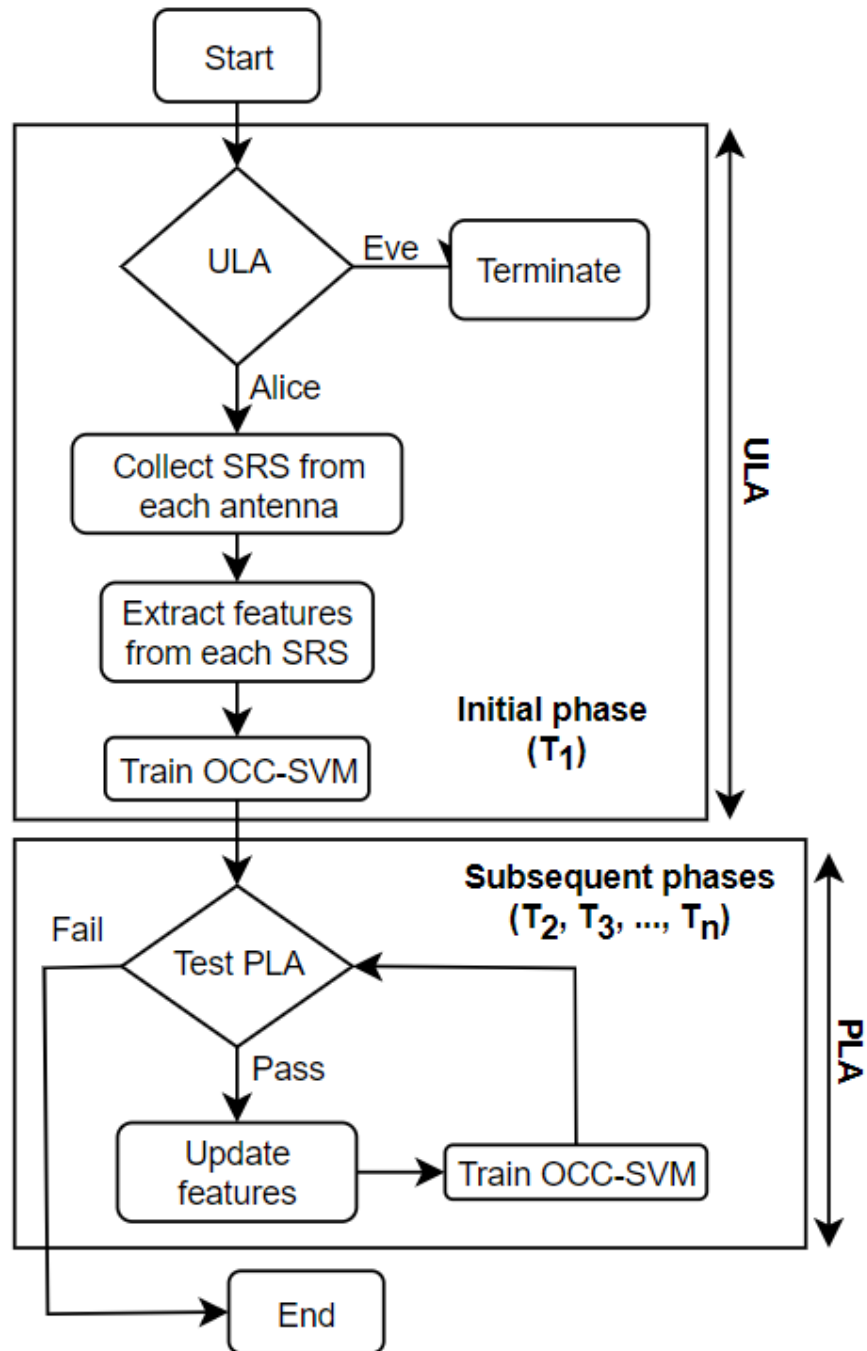 Start
ULA
Eve
Terminate
Alice
Collect SRS from
each antenna
Extract features
from each SRS
Train OCC-SVM
Initial phase
(T1)
ULA
Subsequent phases
(T2, T3, ..., Tn)
Fail
Test PLA
Pass
Update
features
Train OCC-SVM
PLA
End